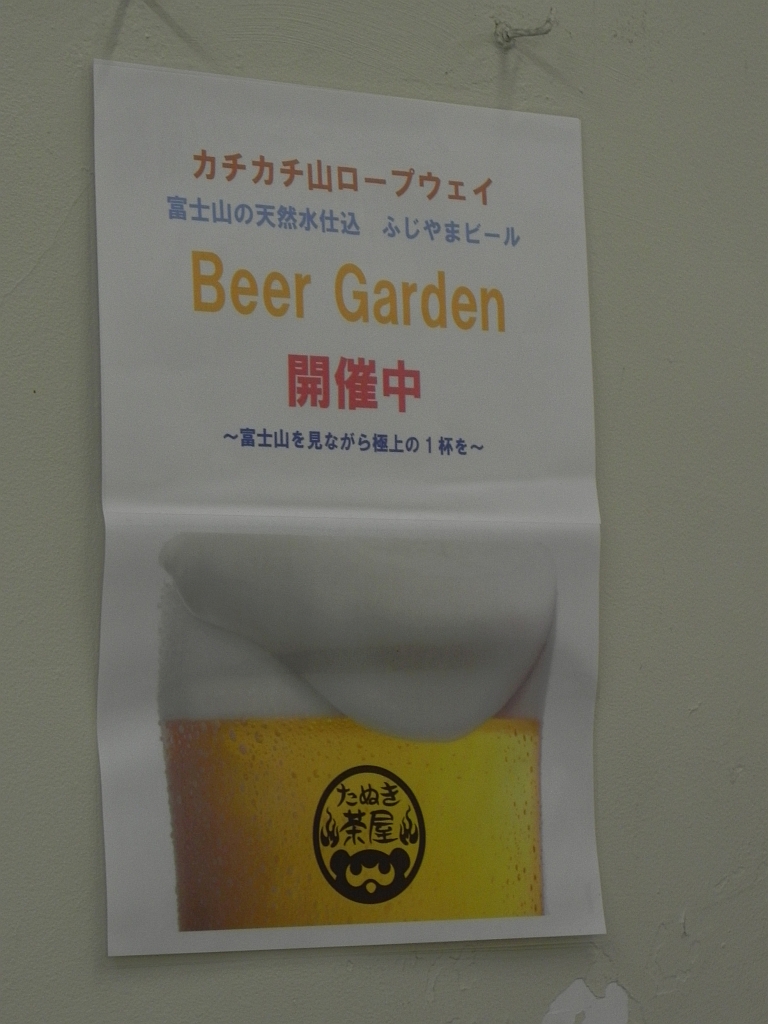 カチカチ山ロープウェイ
富士山の天然水仕込　ふじやまビール
Beer Garden
開催中
～富士山を見ながら極上の１杯を～
たぬき
茶屋